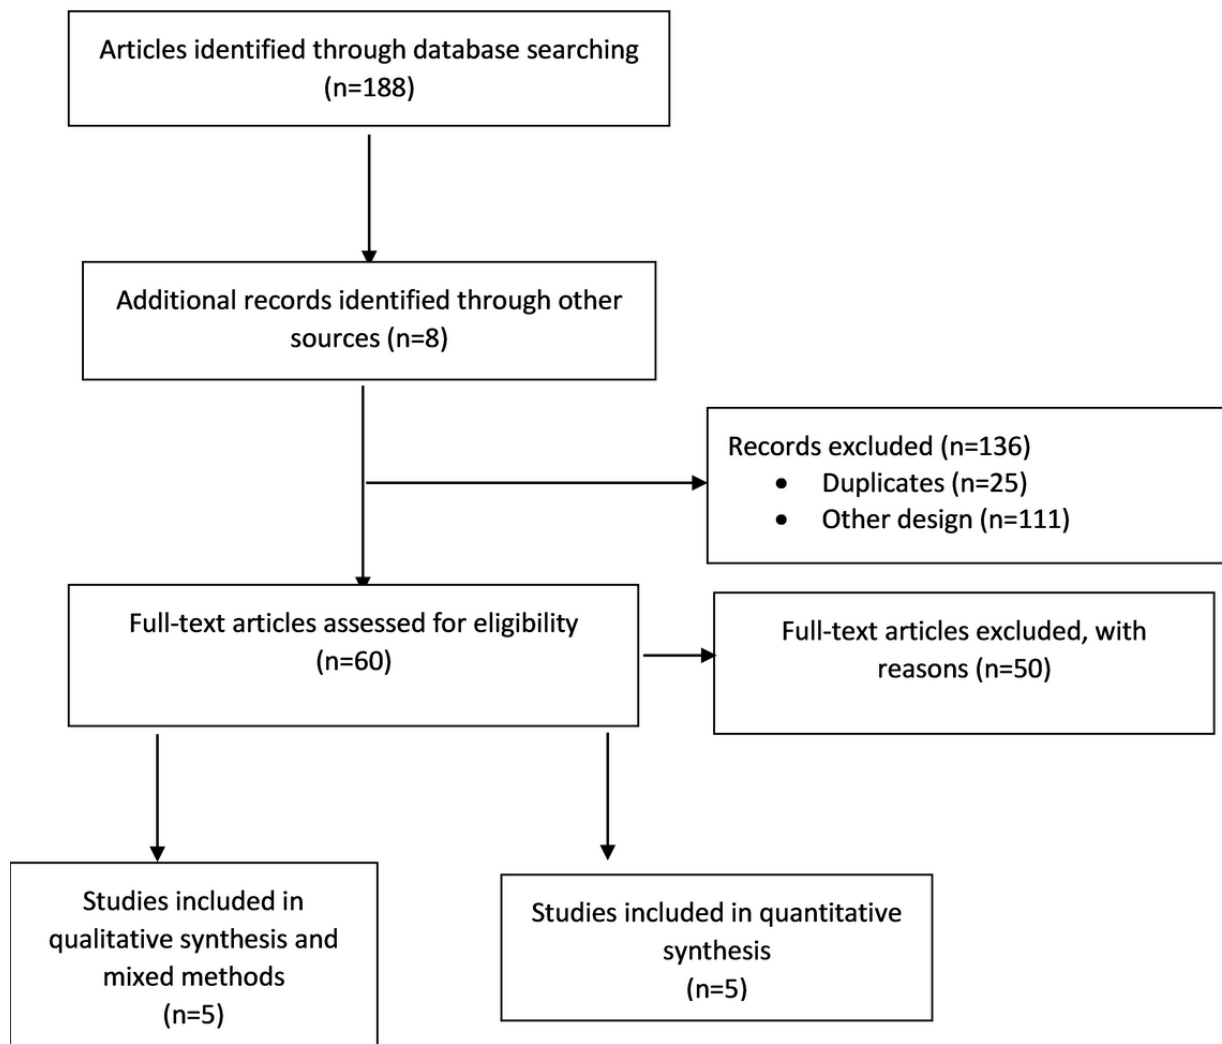 Articles identified through database searching
(n=188)
Additional records identified through other
sources (n=8)
Records excluded (n=136)
• Duplicates (n=25)
• Other design (n=111)
Full-text articles assessed for eligibility
(n=60)
Full-text articles excluded, with
reasons (n=50)
Studies included in
qualitative synthesis and
mixed methods
(n=5)
Studies included in quantitative
synthesis
(n=5)